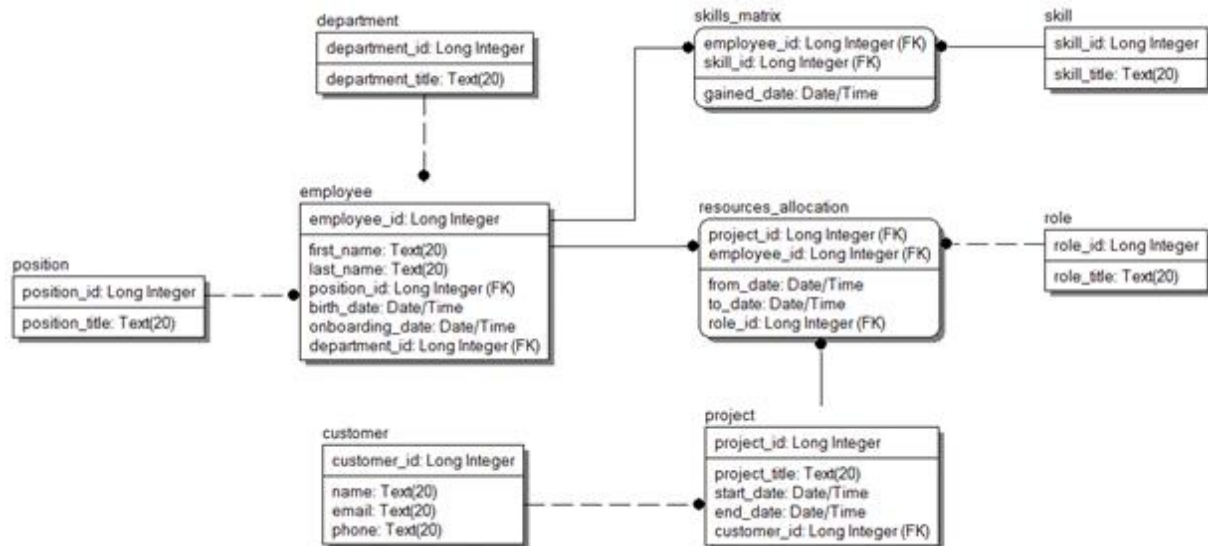 department
department_id: Long Integer
department_title: Text(20)
skills_matrix
employee_id: Long Integer (FK)
skill_id: Long Integer (FK)
gained_date: Date/Time
skill
skill_id: Long Integer
skill_title: Text(20)
employee
employee_id: Long Integer
first_name: Text(20)
last_name: Text(20)
position_id: Long Integer (FK)
birth_date: Date/Time
onboarding_date: Date/Time
department_id: Long Integer (FK)
position
position_id: Long Integer
position_title: Text(20)
resources_allocation
project_id: Long Integer (FK)
employee_id: Long Integer (FK)
from_date: Date/Time
to_date: Date/Time
role_id: Long Integer (FK)
role
role_id: Long Integer
role_title: Text(20)
customer
customer_id: Long Integer
name: Text(20)
email: Text(20)
phone: Text(20)
project
project_id: Long Integer
project_title: Text(20)
start_date: Date/Time
end_date: Date/Time
customer_id: Long Integer (FK)